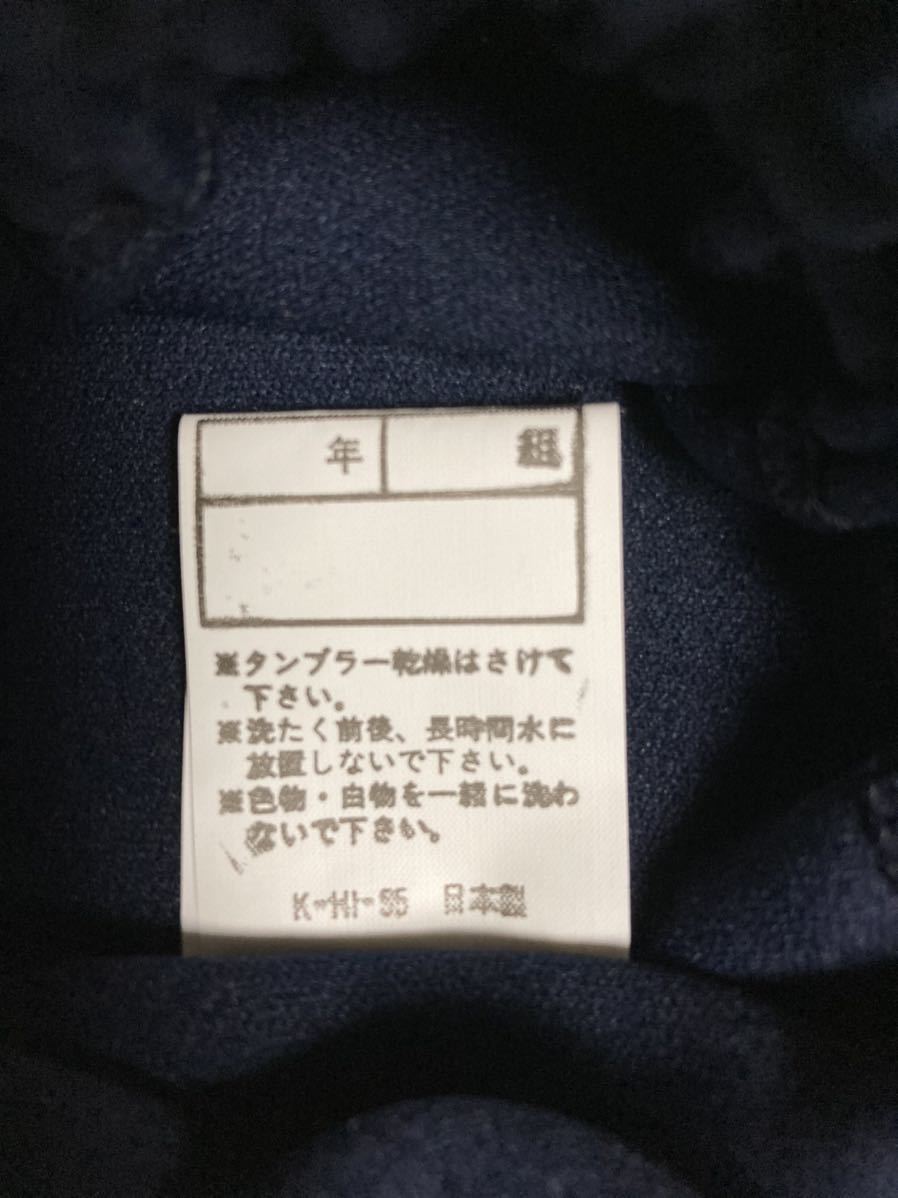 年 組
※タンブラー乾燥はさけて
下さい。
※洗たく前後、長時間水に
放置しないで下さい。
※色物・白物を一緒に洗わ
ないで下さい。
K-HI-95 日本製